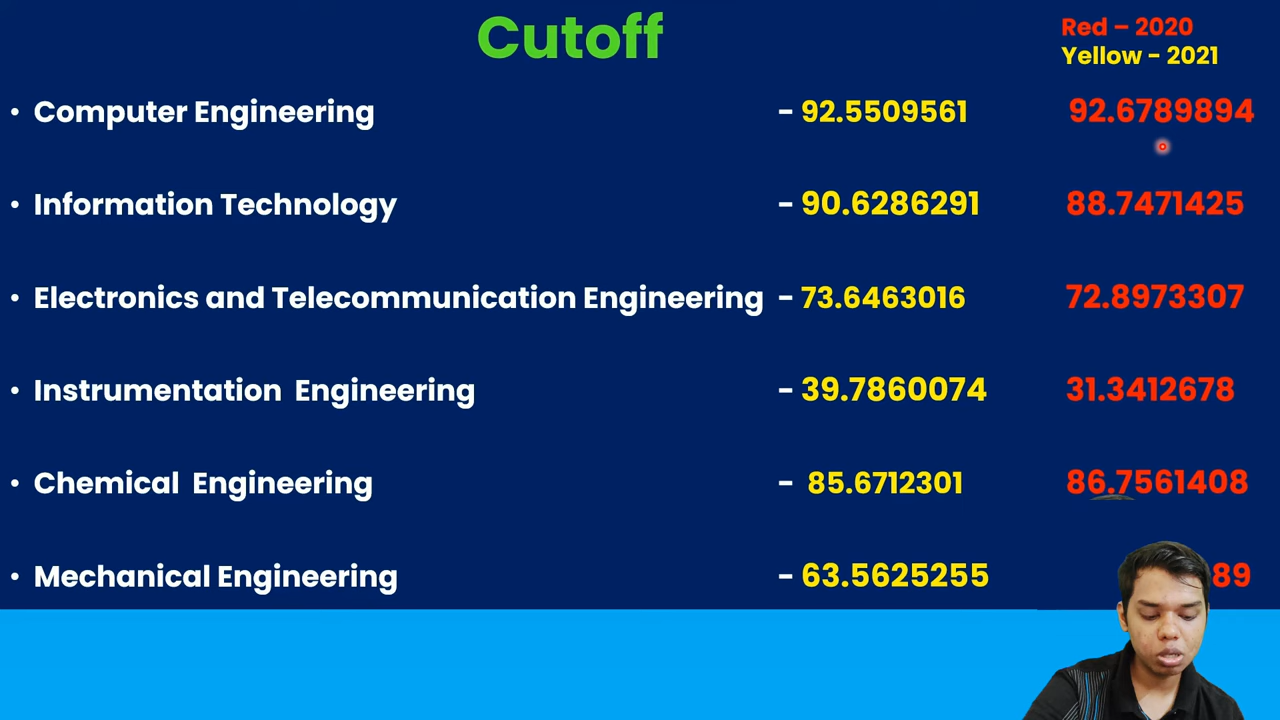 Cutoff
Red – 2020
Yellow - 2021
• Computer Engineering - 92.5509561 92.6789894
• Information Technology - 90.6286291 88.7471425
• Electronics and Telecommunication Engineering - 73.6463016 72.8973307
• Instrumentation Engineering - 39.7860074 31.3412678
• Chemical Engineering - 85.6712301 86.7561408
• Mechanical Engineering - 63.5625255